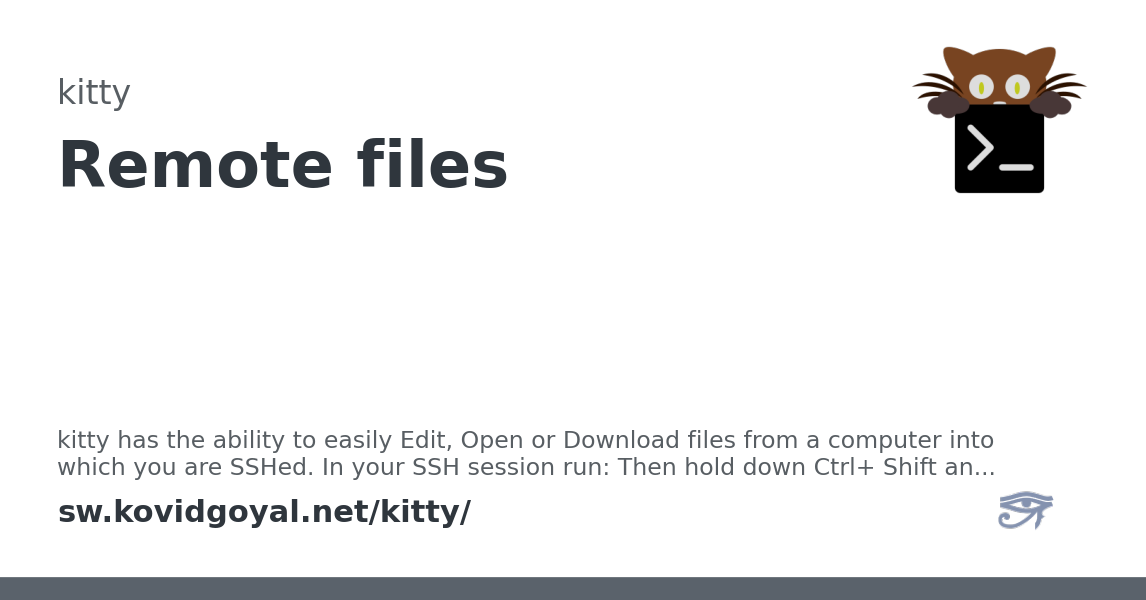 kitty
Remote files
kitty has the ability to easily Edit, Open or Download files from a computer into
which you are SSHed. In your SSH session run: Then hold down Ctrl+ Shift an...
sw.kovidgoyal.net/kitty/